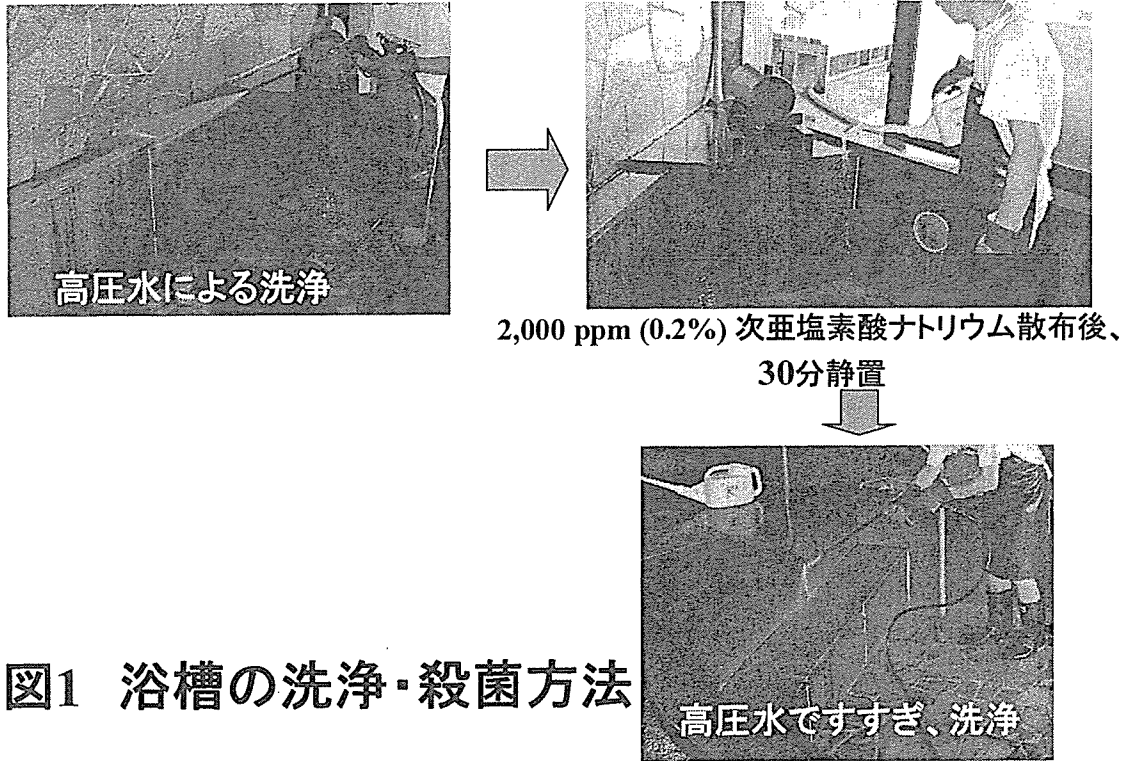 高圧水による洗浄
2,000 ppm (0.2%) 次亜塩素酸ナトリウム散布後、
30分静置
高圧水ですすぎ、洗浄
図1 浴槽の洗浄・殺菌方法